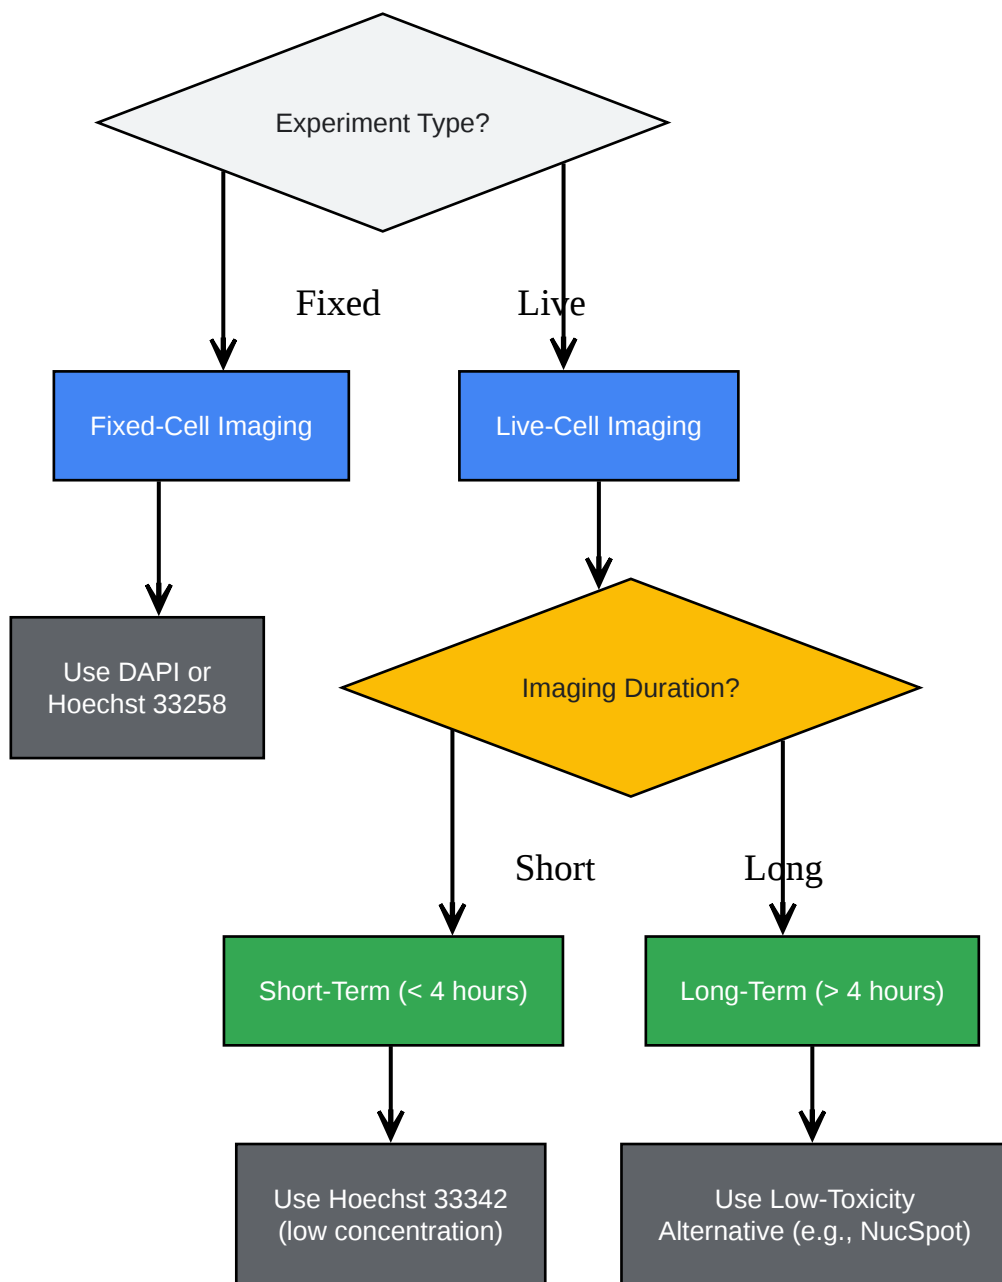 Experiment Type?
Fixed
Live
Fixed-Cell Imaging
Live-Cell Imaging
Use DAPI or
Hoechst 33258
Imaging Duration?
Short
Long
Short-Term (< 4 hours)
Long-Term (> 4 hours)
Use Hoechst 33342
(low concentration)
Use Low-Toxicity
Alternative (e.g., NucSpot)